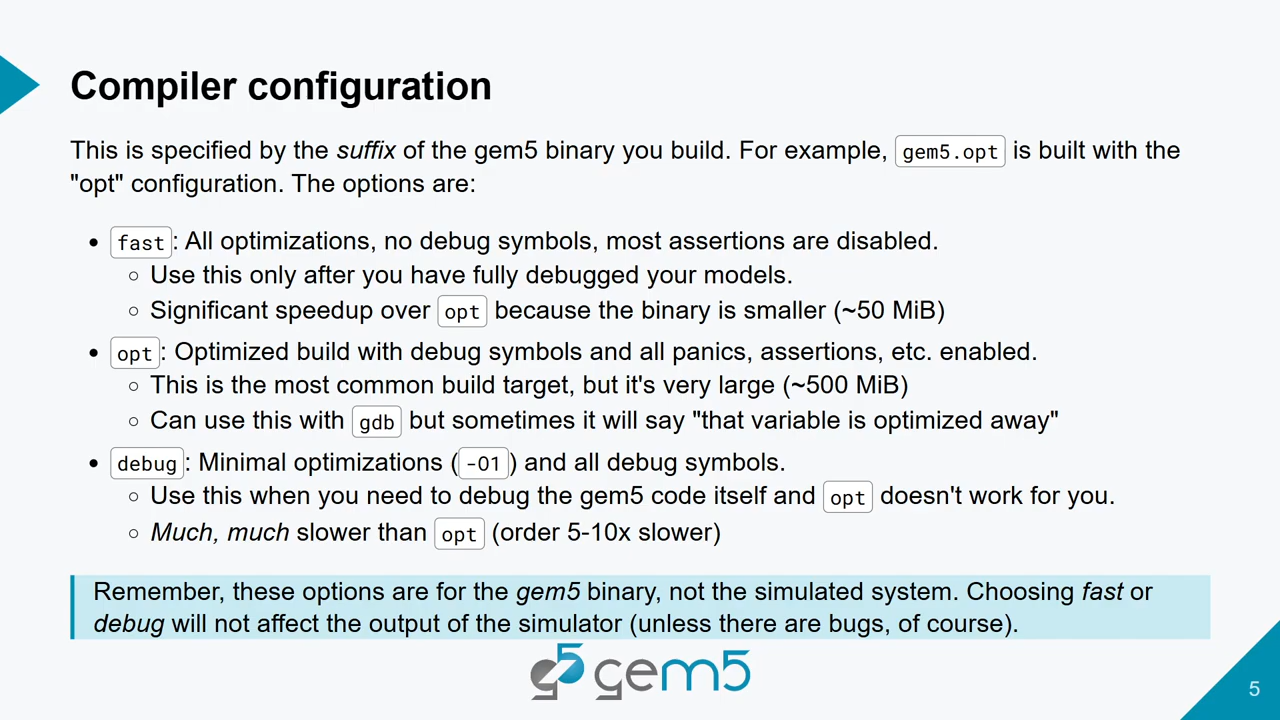 Compiler configuration
This is specified by the suffix of the gem5 binary you build. For example, gem5.opt is built with the
"opt" configuration. The options are:
• fast: All optimizations, no debug symbols, most assertions are disabled.
○ Use this only after you have fully debugged your models.
○ Significant speedup over opt because the binary is smaller (~50 MiB)
• opt: Optimized build with debug symbols and all panics, assertions, etc. enabled.
○ This is the most common build target, but it's very large (~500 MiB)
○ Can use this with gdb but sometimes it will say "that variable is optimized away"
• debug: Minimal optimizations (-O1) and all debug symbols.
○ Use this when you need to debug the gem5 code itself and opt doesn't work for you.
○ Much, much slower than opt (order 5-10x slower)
Remember, these options are for the gem5 binary, not the simulated system. Choosing fast or
debug will not affect the output of the simulator (unless there are bugs, of course).
g5 gem5
5